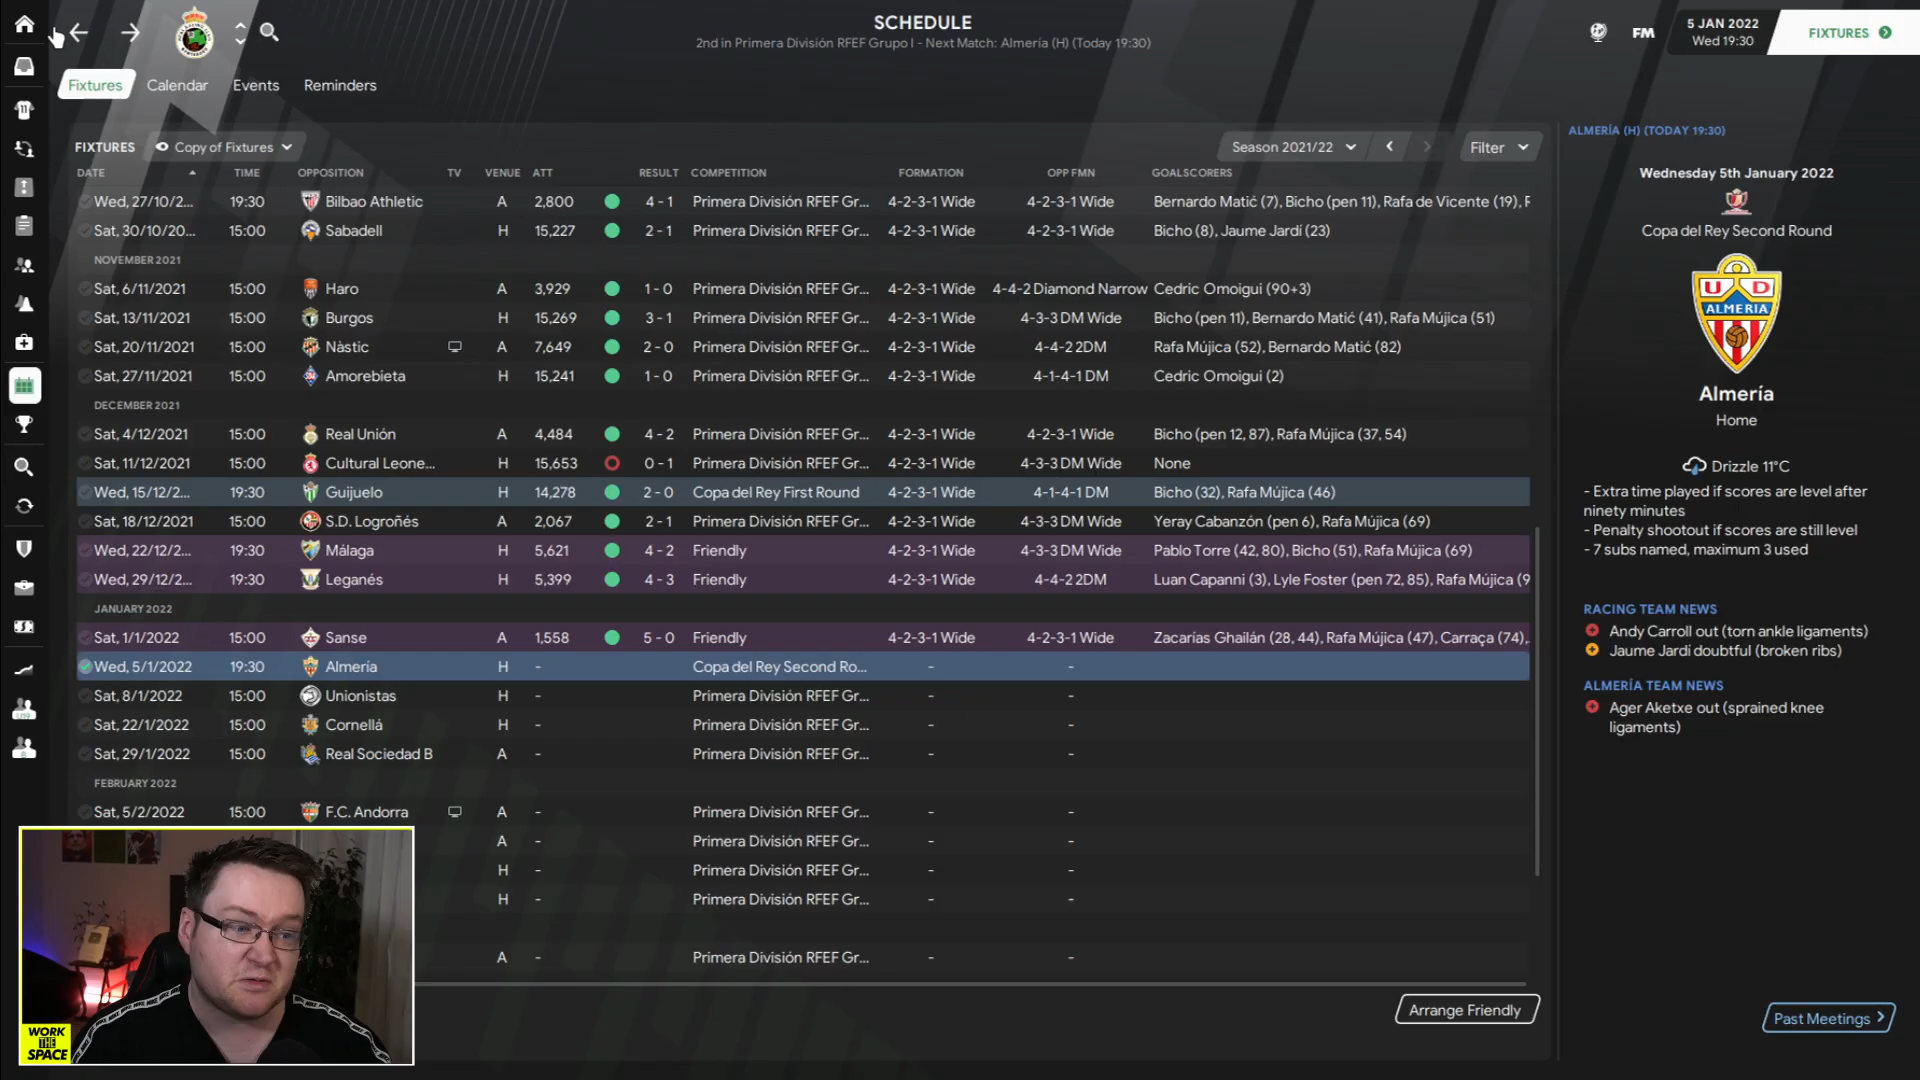 SCHEDULE
2nd in Primera División RFEF Grupo I - Next Match: Almería (H) (Today 19:30)
FM
5 JAN 2022
Wed 19:30
FIXTURES
Fixtures Calendar Events Reminders
FIXTURES Copy of Fixtures Season 2021/22 Filter
DATE TIME OPPOSITION TV VENUE ATT RESULT COMPETITION FORMATION OPP FMN GOALSCORERS
Wed, 27/10/2... 19:30 Bilbao Athletic A 2,800 4 - 1 Primera División RFEF Gr... 4-2-3-1 Wide 4-2-3-1 Wide Bernardo Matić (7), Bicho (pen 11), Rafa de Vicente (19), F
Sat, 30/10/20... 15:00 Sabadell H 15,227 2 - 1 Primera División RFEF Gr... 4-2-3-1 Wide 4-2-3-1 Wide Bicho (8), Jaume Jardí (23)
NOVEMBER 2021
Sat, 6/11/2021 15:00 Haro A 3,929 1 - 0 Primera División RFEF Gr... 4-2-3-1 Wide 4-4-2 Diamond Narrow Cedric Omoigui (90+3)
Sat, 13/11/2021 15:00 Burgos H 15,269 3 - 1 Primera División RFEF Gr... 4-2-3-1 Wide 4-3-3 DM Wide Bicho (pen 11), Bernardo Matić (41), Rafa Mújica (51)
Sat, 20/11/2021 15:00 Nàstic A 7,649 2 - 0 Primera División RFEF Gr... 4-2-3-1 Wide 4-4-2 2DM Rafa Mújica (52), Bernardo Matić (82)
Sat, 27/11/2021 15:00 Amorebieta H 15,241 1 - 0 Primera División RFEF Gr... 4-2-3-1 Wide 4-1-4-1 DM Cedric Omoigui (2)
DECEMBER 2021
Sat, 4/12/2021 15:00 Real Unión A 4,484 4 - 2 Primera División RFEF Gr... 4-2-3-1 Wide 4-2-3-1 Wide Bicho (pen 12, 87), Rafa Mújica (37, 54)
Sat, 11/12/2021 15:00 Cultural Leone... H 15,653 0 - 1 Primera División RFEF Gr... 4-2-3-1 Wide 4-3-3 DM Wide None
Wed, 15/12/2... 19:30 Guijuelo H 14,278 2 - 0 Copa del Rey First Round 4-2-3-1 Wide 4-1-4-1 DM Bicho (32), Rafa Mújica (46)
Sat, 18/12/2021 15:00 S.D. Logroñés A 2,067 2 - 1 Primera División RFEF Gr... 4-2-3-1 Wide 4-3-3 DM Wide Yeray Cabanzón (pen 6), Rafa Mújica (69)
Wed, 22/12/2... 19:30 Málaga H 5,621 4 - 2 Friendly 4-2-3-1 Wide 4-3-3 DM Wide Pablo Torre (42, 80), Bicho (51), Rafa Mújica (69)
Wed, 29/12/2... 19:30 Leganés H 5,399 4 - 3 Friendly 4-2-3-1 Wide 4-4-2 2DM Luan Capanni (3), Lyle Foster (pen 72, 85), Rafa Mújica (9
JANUARY 2022
Sat, 1/1/2022 15:00 Sanse A 1,558 5 - 0 Friendly 4-2-3-1 Wide 4-2-3-1 Wide Zacarías Ghailán (28, 44), Rafa Mújica (47), Carraça (74),
Wed, 5/1/2022 19:30 Almería H - Copa del Rey Second Ro... - -
Sat, 8/1/2022 15:00 Unionistas H - Primera División RFEF Gr... - -
Sat, 22/1/2022 15:00 Cornellà H - Primera División RFEF Gr... - -
Sat, 29/1/2022 15:00 Real Sociedad B A - Primera División RFEF Gr... - -
FEBRUARY 2022
Sat, 5/2/2022 15:00 F.C. Andorra A - Primera División RFEF Gr... - -
A - Primera División RFEF Gr... - -
H - Primera División RFEF Gr... - -
H - Primera División RFEF Gr... - -
A - Primera División RFEF Gr... - -
Arrange Friendly
ALMERÍA (H) (TODAY 19:30)
Wednesday 5th January 2022
Copa del Rey Second Round
U D
ALMERIA
Almería
Home
Drizzle 11°C
- Extra time played if scores are level after
ninety minutes
- Penalty shootout if scores are still level
- 7 subs named, maximum 3 used
RACING TEAM NEWS
Andy Carroll out (torn ankle ligaments)
Jaume Jardí doubtful (broken ribs)
ALMERÍA TEAM NEWS
Ager Aketxe out (sprained knee
ligaments)
Past Meetings
WORK
THE
SPACE